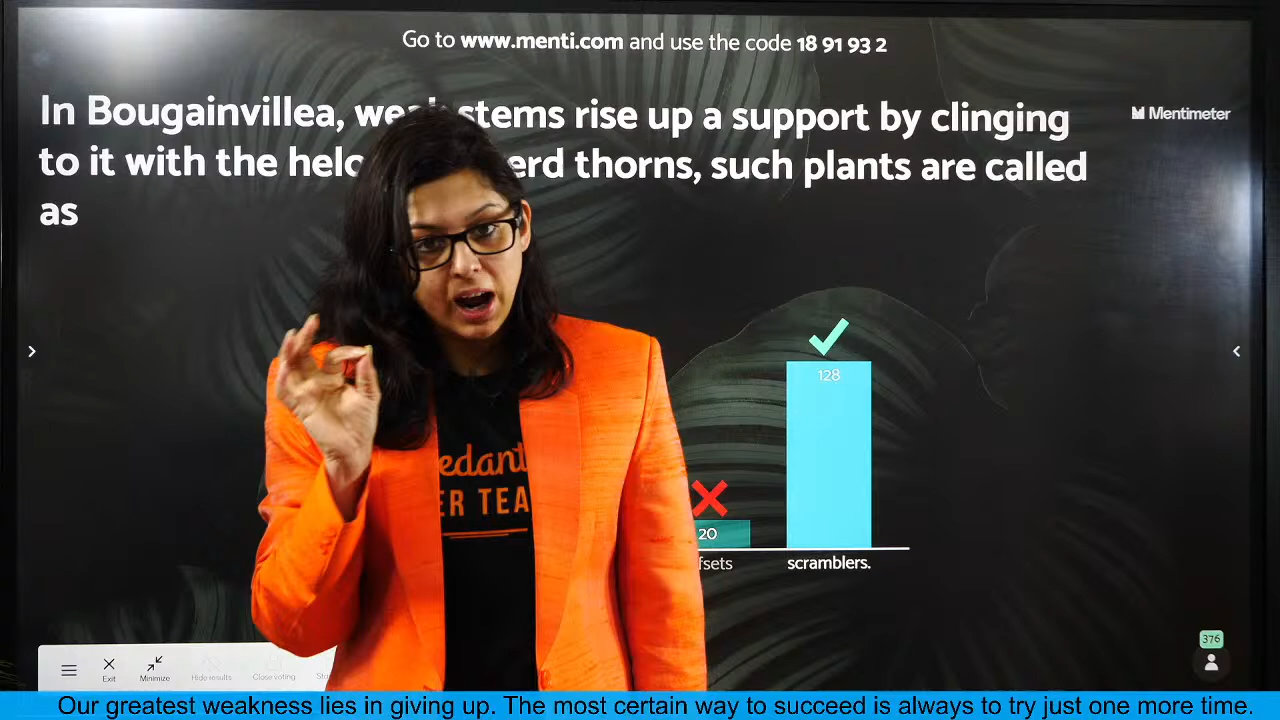 Go to www.menti.com and use the code 18 91 93 2
In Bougainvillea, stems rise up a support by clinging
Mentimeter
to it with the thorns, such plants are called
as
128
20
scramblers.
edant
ER TEA
376
Exit
Minimize
Hide results
Close voting
Our greatest weakness lies in giving up. The most certain way to succeed is always to try just one more time.